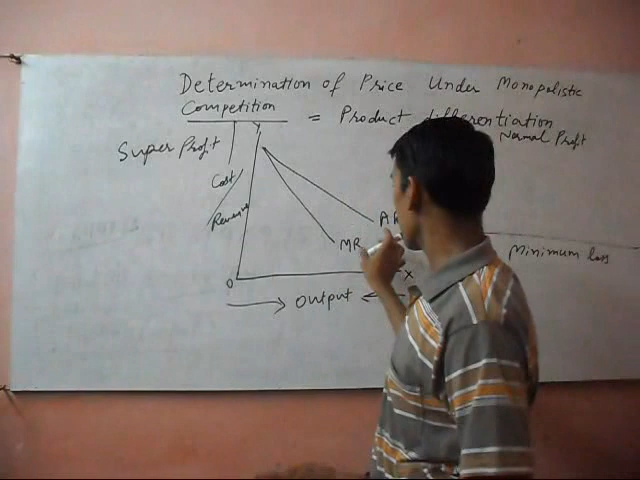 Determination of Price Under Monopolistic
Competition = Product differentiation
Super Profit
Normal Profit
Y
Cost
Revenue
AR
MR
Minimum loss
O
X
Output